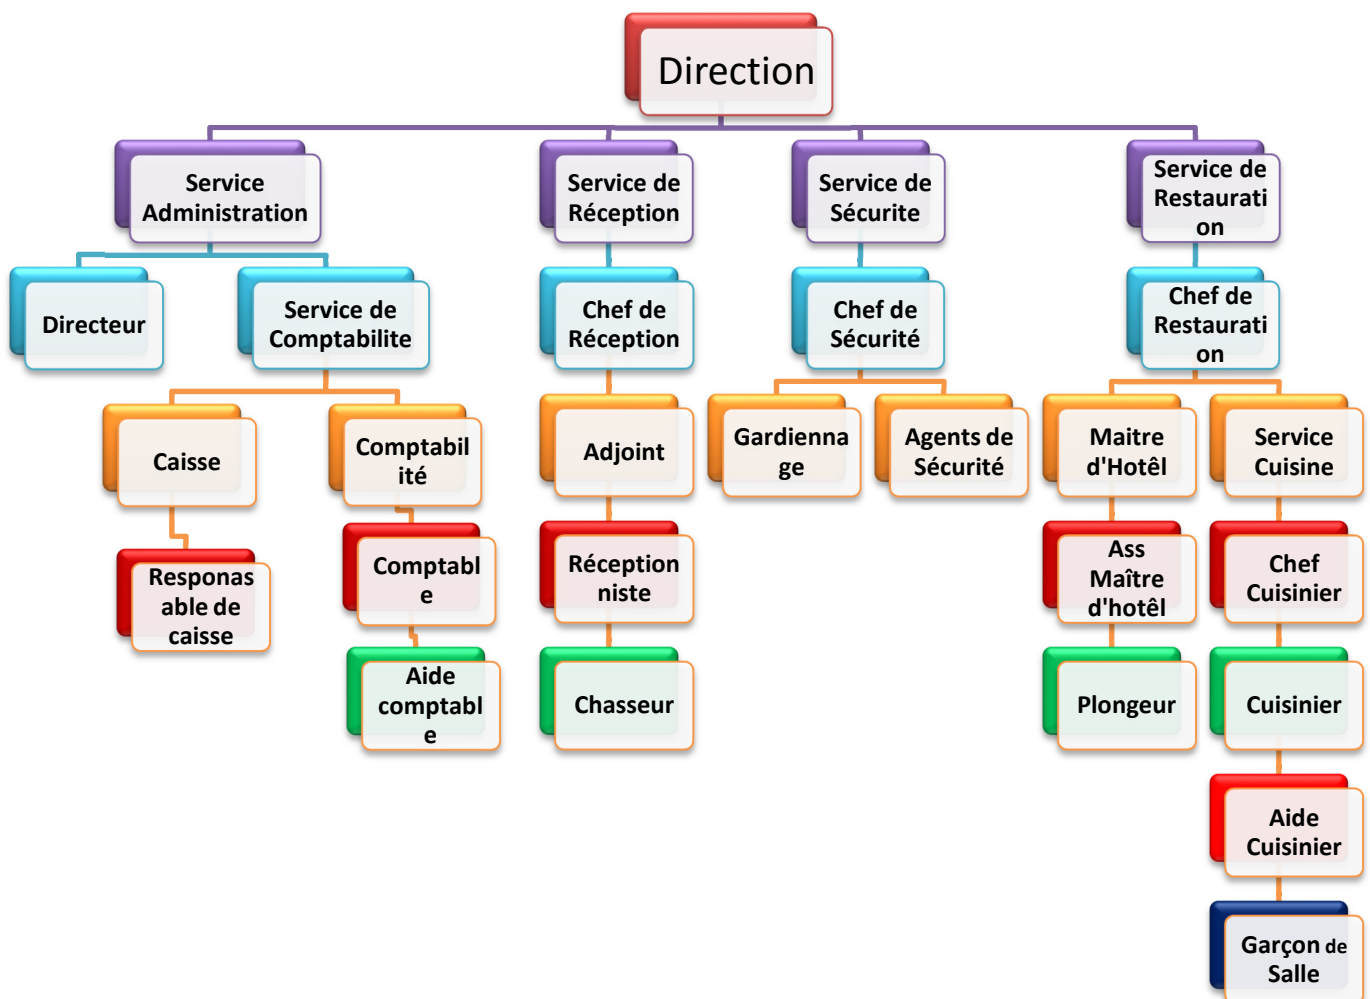 Direction
Service
Administration
Service de
Réception
Service de
Sécurite
Service de
Restaurati
on
Directeur
Service de
Comptabilite
Chef de
Réception
Chef de
Sécurité
Chef de
Restaurati
on
Caisse
Comptabil
ité
Adjoint
Gardienna
ge
Agents de
Sécurité
Maitre
d'Hotêl
Service
Cuisine
Responas
able de
caisse
Comptabl
e
Réception
niste
Ass
Maître
d'hotêl
Chef
Cuisinier
Aide
comptabl
e
Chasseur
Plongeur
Cuisinier
Aide
Cuisinier
Garçon de
Salle